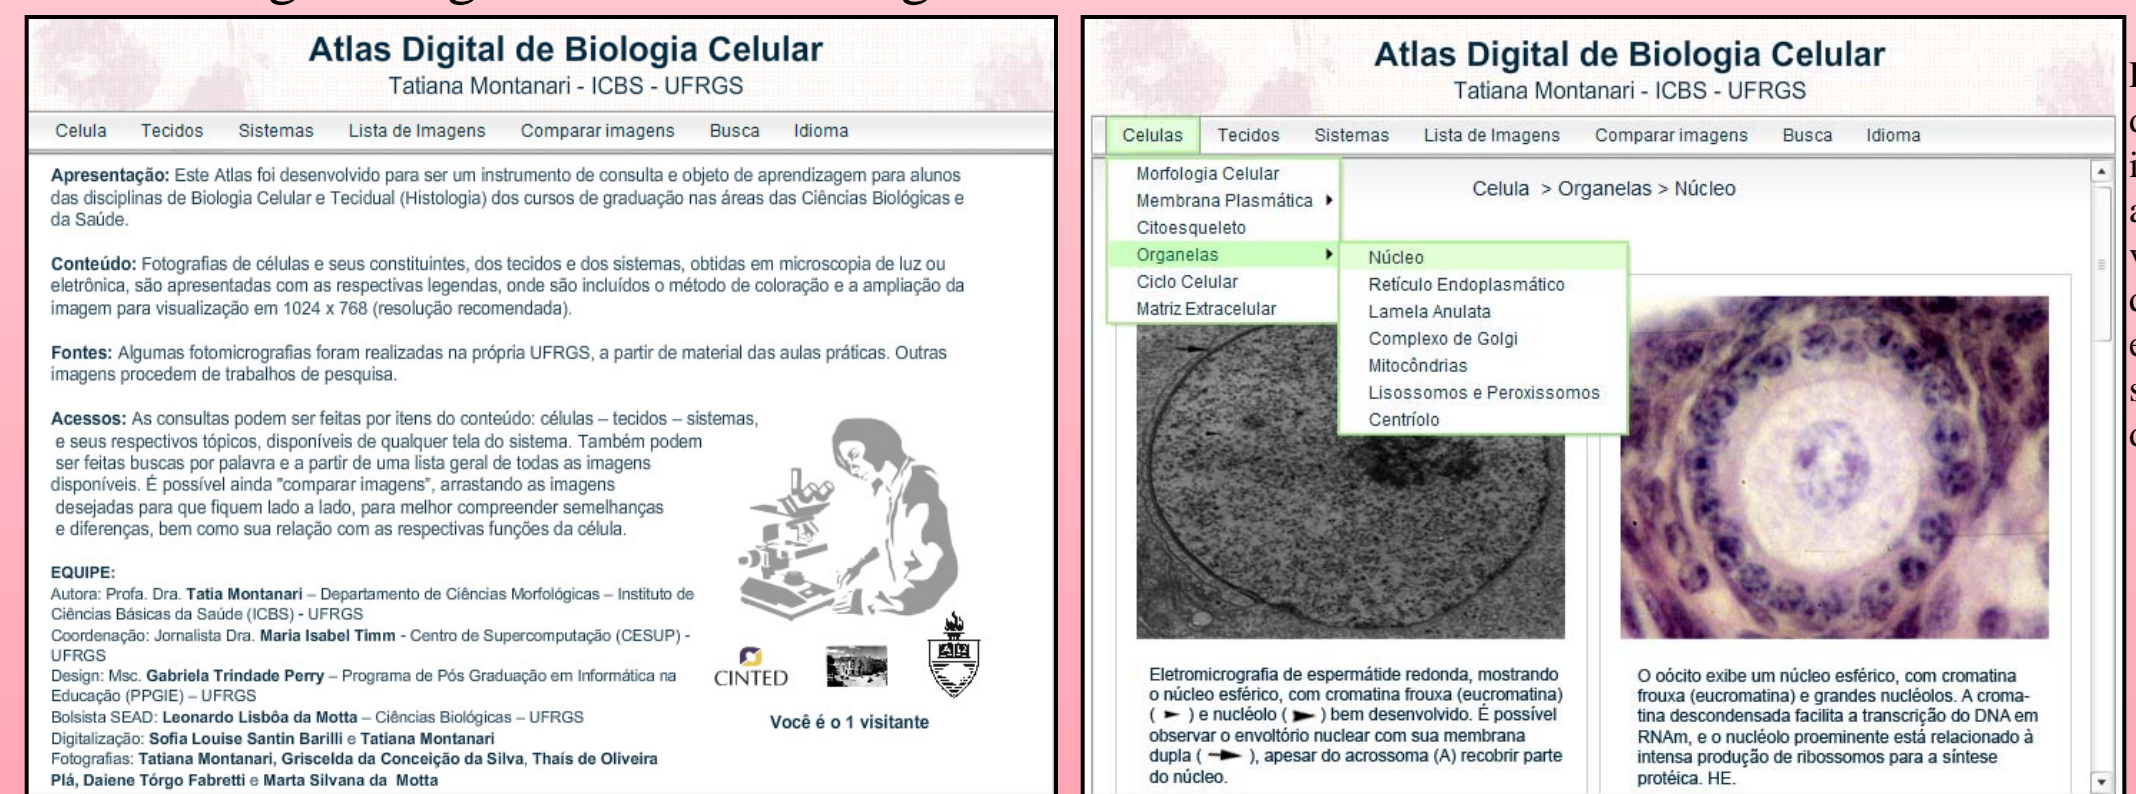 Atlas Digital de Biologia Celular
Tatiana Montanari - ICBS - UFRGS
Celula Tecidos Sistemas Lista de Imagens Comparar imagens Busca Idioma
Apresentação: Este Atlas foi desenvolvido para ser um instrumento de consulta e objeto de aprendizagem para alunos
das disciplinas de Biologia Celular e Tecidual (Histologia) dos cursos de graduação nas áreas das Ciências Biológicas e
da Saúde.
Conteúdo: Fotografias de células e seus constituintes, dos tecidos e dos sistemas, obtidas em microscopia de luz ou
eletrônica, são apresentadas com as respectivas legendas, onde são incluídos o método de coloração e a ampliação da
imagem para visualização em 1024 x 768 (resolução recomendada).
Fontes: Algumas fotomicrografias foram realizadas na própria UFRGS, a partir de material das aulas práticas. Outras
imagens procedem de trabalhos de pesquisa.
Acessos: As consultas podem ser feitas por itens do conteúdo: células – tecidos – sistemas,
e seus respectivos tópicos, disponíveis de qualquer tela do sistema. Também podem
ser feitas buscas por palavra e a partir de uma lista geral de todas as imagens
disponíveis. É possível ainda "comparar imagens", arrastando as imagens
desejadas para que fiquem lado a lado, para melhor compreender semelhanças
e diferenças, bem como sua relação com as respectivas funções da célula.
EQUIPE:
Autora: Profa. Dra. Tatia Montanari – Departamento de Ciências Morfológicas – Instituto de
Ciências Básicas da Saúde (ICBS) - UFRGS
Coordenação: Jornalista Dra. Maria Isabel Timm - Centro de Supercomputação (CESUP) -
UFRGS
Design: Msc. Gabriela Trindade Perry – Programa de Pós Graduação em Informática na
Educação (PPGIE) – UFRGS
Bolsista SEAD: Leonardo Lisbôa da Motta – Ciências Biológicas – UFRGS
Digitalização: Sofia Louise Santin Barilli e Tatiana Montanari
Fotografias: Tatiana Montanari, Griscelda da Conceição da Silva, Thaís de Oliveira
Plá, Daiene Tórgo Fabretti e Marta Silvana da Motta
CINTED
Você é o 1 visitante
Atlas Digital de Biologia Celular
Tatiana Montanari - ICBS - UFRGS
Celulas Tecidos Sistemas Lista de Imagens Comparar imagens Busca Idioma
Celula > Organelas > Núcleo
Morfologia Celular
Membrana Plasmática
Citoesqueleto
Organelas
Ciclo Celular
Matriz Extracelular
Núcleo
Retículo Endoplasmático
Lamela Anulata
Complexo de Golgi
Mitocôndrias
Lisossomos e Peroxissomos
Centríolo
Eletromicrografia de espermátide redonda, mostrando
o núcleo esférico, com cromatina frouxa (eucromatina)
( ) e nucléolo ( ) bem desenvolvido. É possível
observar o envoltório nuclear com sua membrana
dupla ( ), apesar do acrossoma (A) recobrir parte
do núcleo.
O oócito exibe um núcleo esférico, com cromatina
frouxa (eucromatina) e grandes nucléolos. A croma-
tina descondensada facilita a transcrição do DNA em
RNAm, e o nucléolo proeminente está relacionado à
intensa produção de ribossomos para a síntese
protéica. HE.